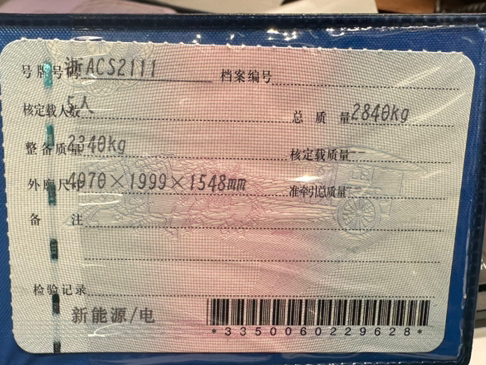 号牌号码 浙ACS2111 档案编号
核定载人数 5人 总质量 2840kg
整备质量 2340kg 核定载质量
外廓尺寸 4970×1999×1548mm 准牵引总质量
备注
检验记录
新能源/电
*3350060229628*